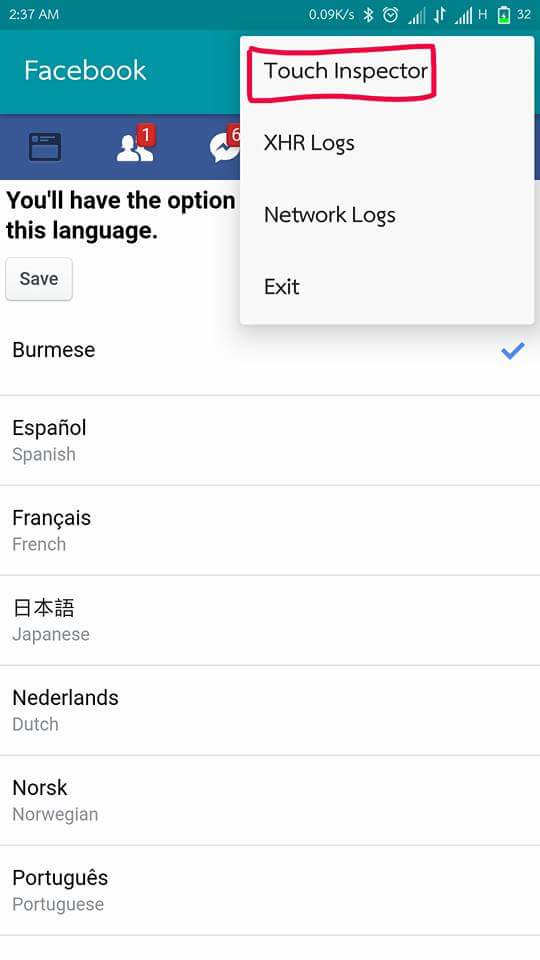 2:37 AM 0.09K/s H 32
Facebook
Touch Inspector
XHR Logs
Network Logs
Exit
1
6
You'll have the option
this language.
Save
Burmese
Español
Spanish
Français
French
日本語
Japanese
Nederlands
Dutch
Norsk
Norwegian
Português
Portuguese